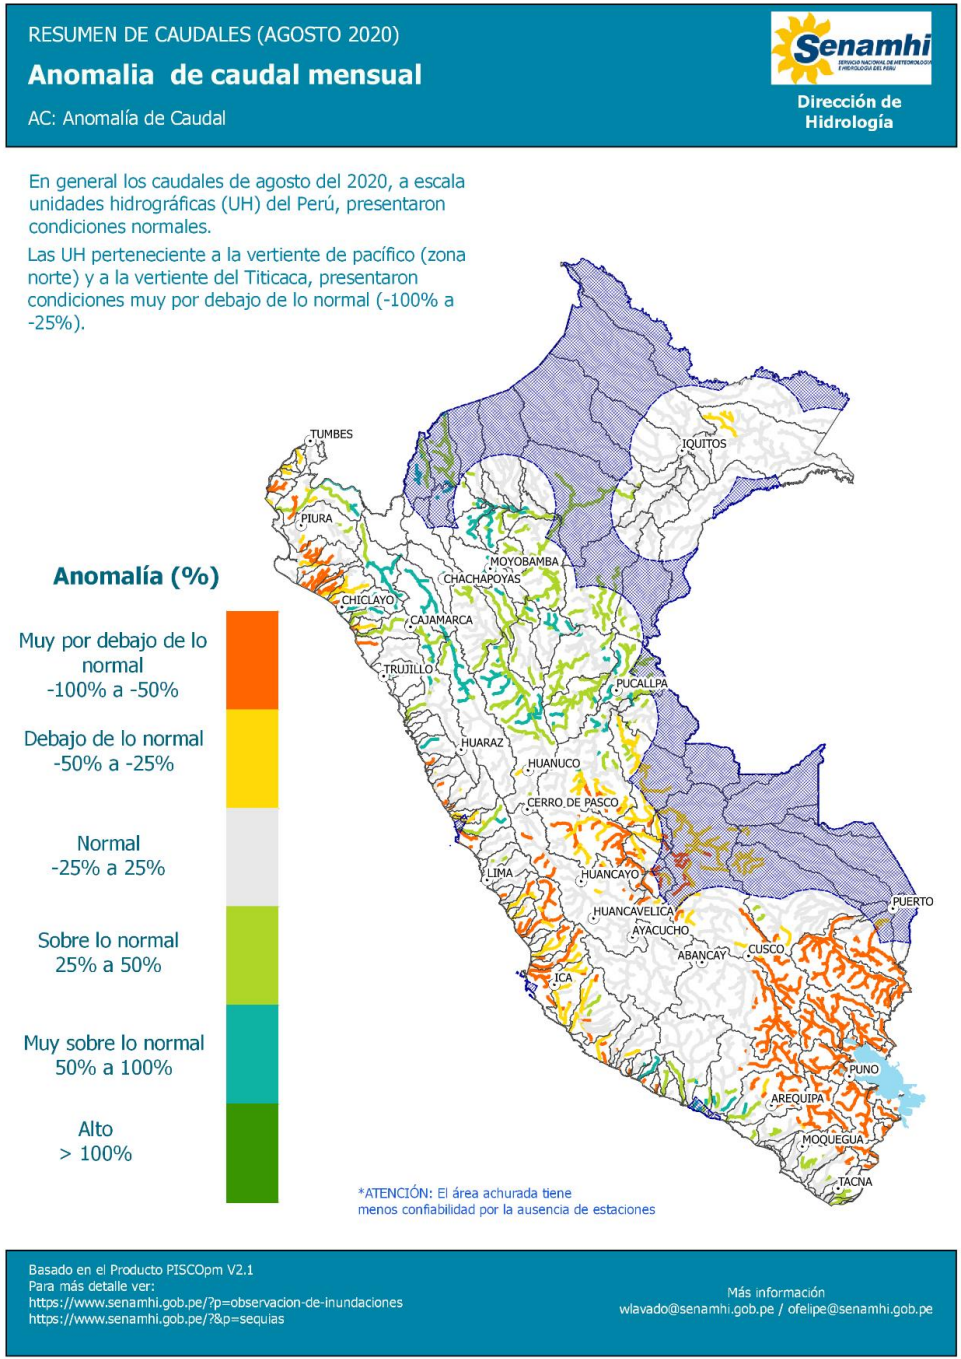 RESUMEN DE CAUDALES (AGOSTO 2020)
Anomalia de caudal mensual
AC: Anomalía de Caudal
Senamhi
SERVICIO NACIONAL DE METEOROLOGÍA
E HIDROLOGÍA DEL PERÚ
Dirección de
Hidrología
En general los caudales de agosto del 2020, a escala
unidades hidrográficas (UH) del Perú, presentaron
condiciones normales.
Las UH perteneciente a la vertiente de pacífico (zona
norte) y a la vertiente del Titicaca, presentaron
condiciones muy por debajo de lo normal (-100% a
-25%).
TUMBES
IQUITOS
PIURA
MOYOBAMBA
CHACHAPOYAS
CHICLAYO
CAJAMARCA
TRUJILLO
PUCALLPA
HUARAZ
HUANUCO
CERRO DE PASCO
LIMA
HUANCAYO
PUERTO
HUANCAVELICA
AYACUCHO
ABANCAY
CUSCO
ICA
PUNO
AREQUIPA
MOQUEGUA
TACNA
Anomalía (%)
Muy por debajo de lo
normal
-100% a -50%
Debajo de lo normal
-50% a -25%
Normal
-25% a 25%
Sobre lo normal
25% a 50%
Muy sobre lo normal
50% a 100%
Alto
> 100%
*ATENCIÓN: El área achurada tiene
menos confiabilidad por la ausencia de estaciones
Basado en el Producto PISCOpm V2.1
Para más detalle ver:
https://www.senamhi.gob.pe/?p=observacion-de-inundaciones
https://www.senamhi.gob.pe/?&p=sequias
Más información
wlavado@senamhi.gob.pe / ofelipe@senamhi.gob.pe